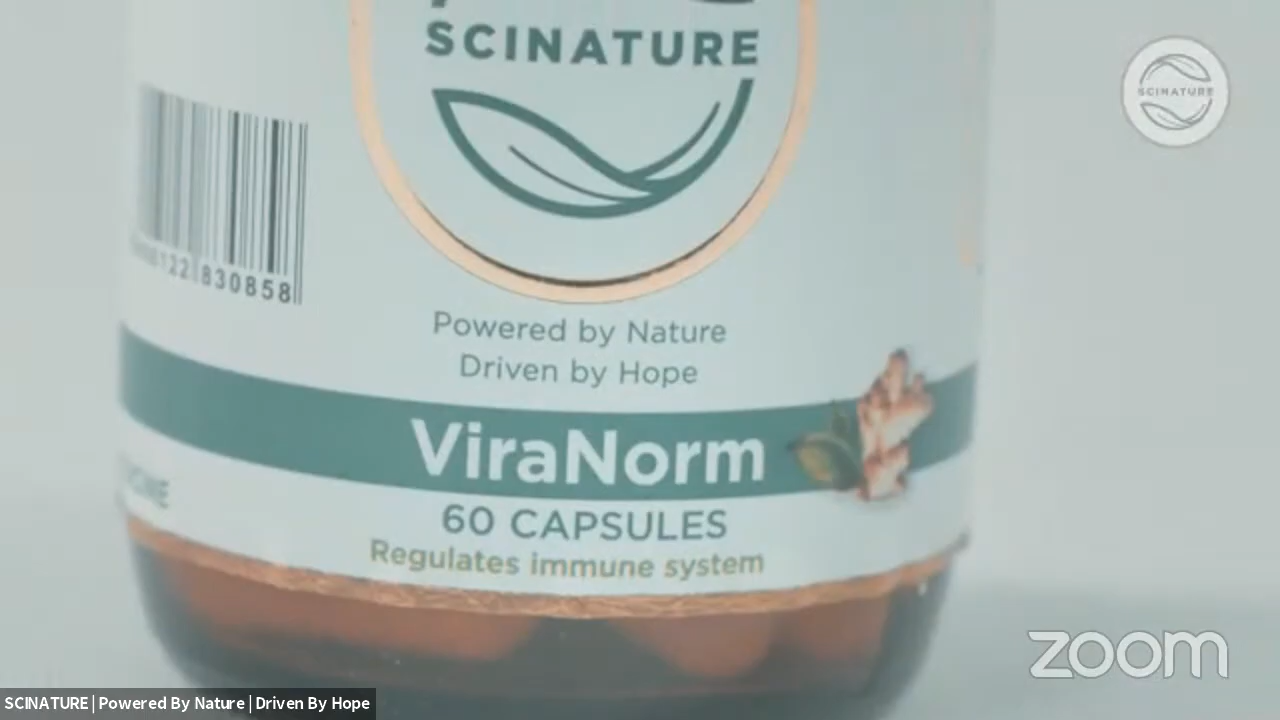 SCINATURE
SCINATURE
830858
Powered by Nature
Driven by Hope
ViraNorm
60 CAPSULES
Regulates immune system
zoom
SCINATURE | Powered By Nature | Driven By Hope